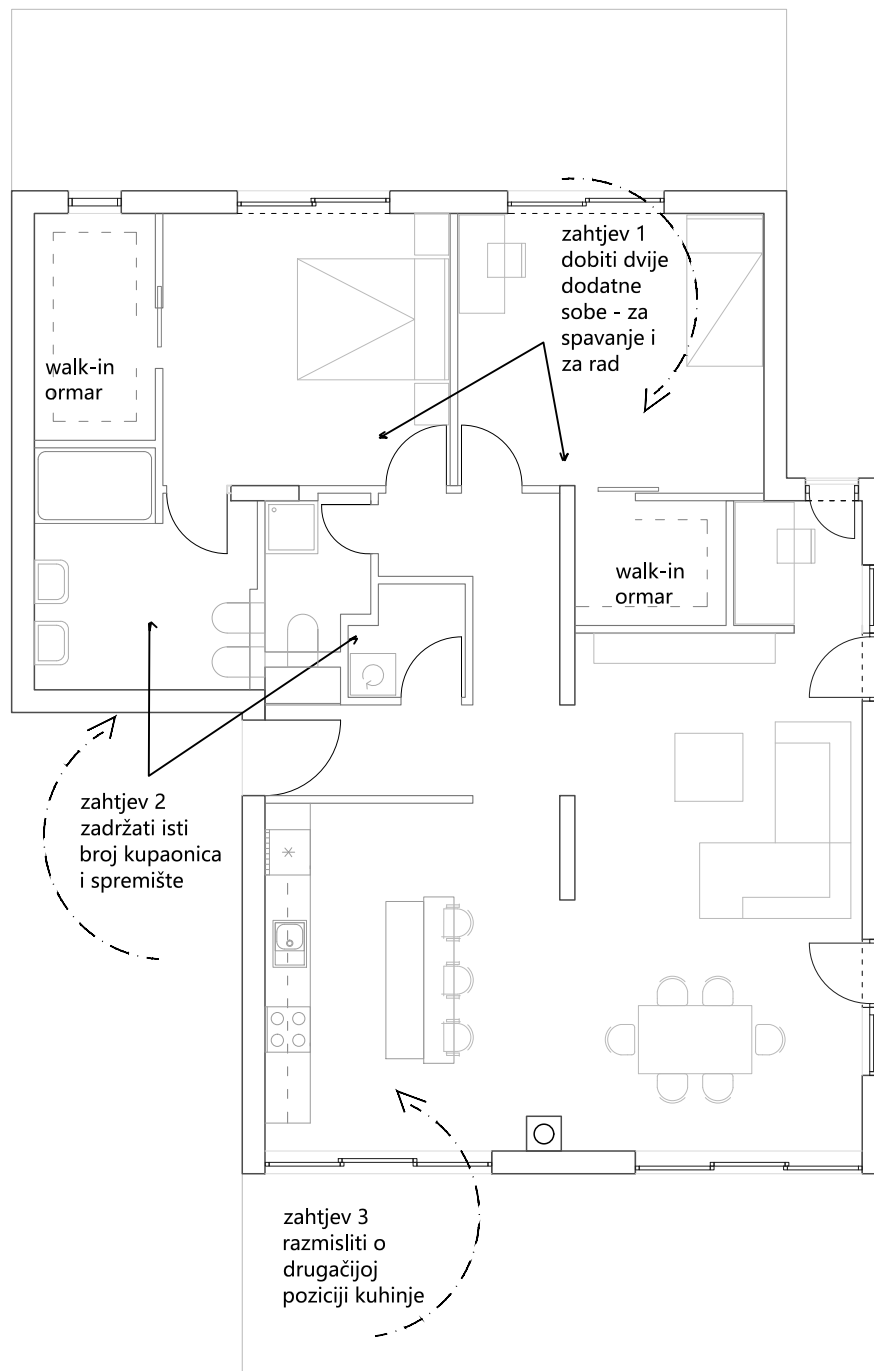 zahtjev 1
dobiti dvije
dodatne
sobe - za
spavanje i
za rad
walk-in
ormar
walk-in
ormar
zahtjev 2
zadržati isti
broj kupaonica
i spremište
zahtjev 3
razmisliti o
drugačijoj
poziciji kuhinje